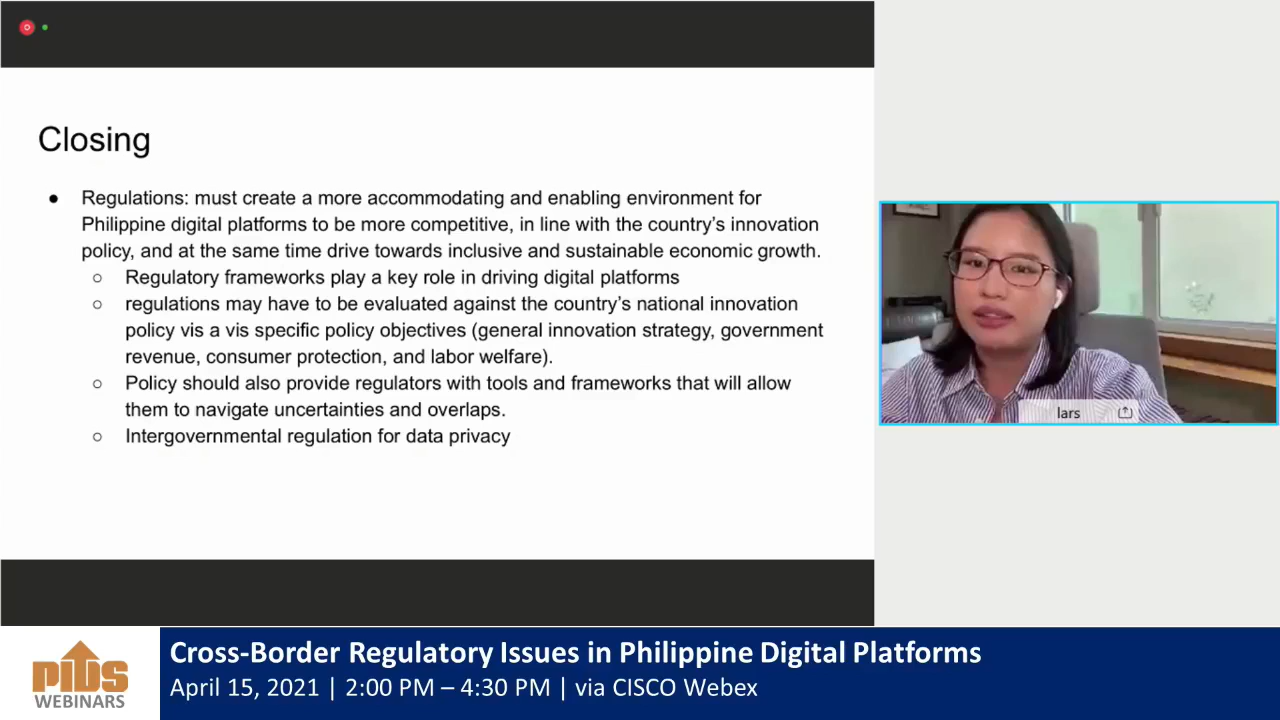 Closing
● Regulations: must create a more accommodating and enabling environment for
Philippine digital platforms to be more competitive, in line with the country's innovation
policy, and at the same time drive towards inclusive and sustainable economic growth.
○ Regulatory frameworks play a key role in driving digital platforms
○ regulations may have to be evaluated against the country's national innovation
policy vis a vis specific policy objectives (general innovation strategy, government
revenue, consumer protection, and labor welfare).
○ Policy should also provide regulators with tools and frameworks that will allow
them to navigate uncertainties and overlaps.
○ Intergovernmental regulation for data privacy
lars
PIDS
WEBINARS
Cross-Border Regulatory Issues in Philippine Digital Platforms
April 15, 2021 | 2:00 PM – 4:30 PM | via CISCO Webex